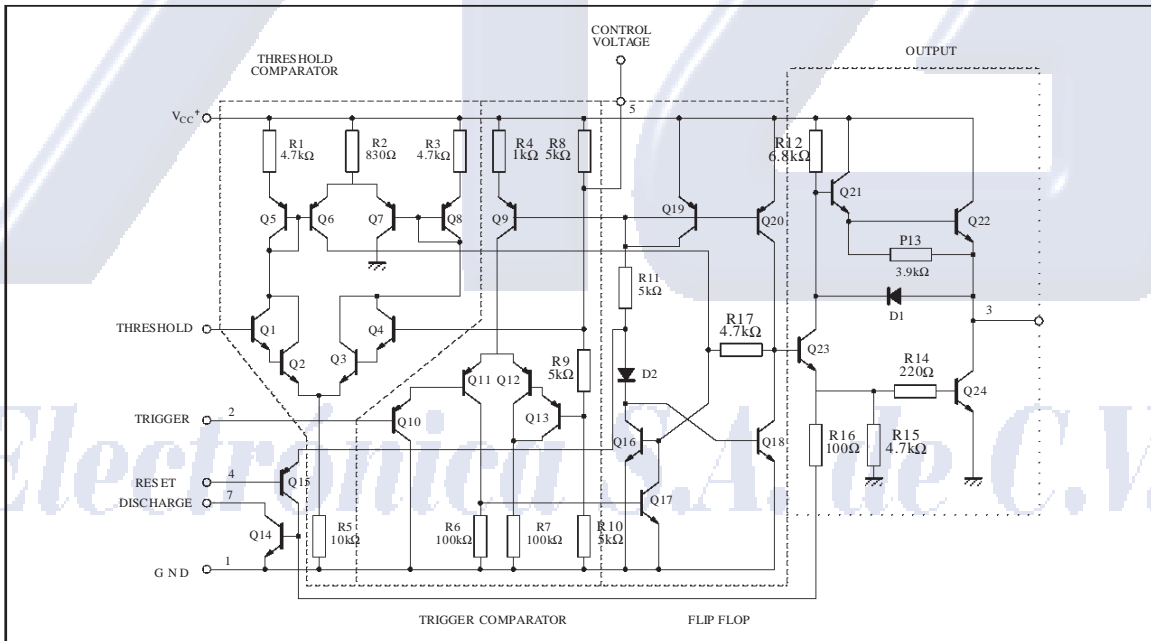 CONTROL
VOLTAGE
OUTPUT
THRESHOLD
COMPARATOR
5
VCC+
R1
4.7kΩ
R2
830Ω
R3
4.7kΩ
R4
1kΩ
R8
5kΩ
R12
6.8kΩ
Q21
Q5
Q6
Q7
Q8
Q9
Q19
Q20
Q22
P13
3.9kΩ
R11
5kΩ
D1
3
THRESHOLD
Q1
Q2
Q3
Q4
R17
4.7kΩ
Q23
R9
5kΩ
D2
R14
220Ω
Q11
Q12
Q13
Q24
TRIGGER
2
Q10
Q16
Q18
R16
100Ω
R15
4.7kΩ
RESET
4
Q15
DISCHARGE
7
Q17
Q14
R5
10kΩ
R6
100kΩ
R7
100kΩ
R10
5kΩ
GND
1
TRIGGER COMPARATOR
FLIP FLOP
Electrónica S.A. de C.V.